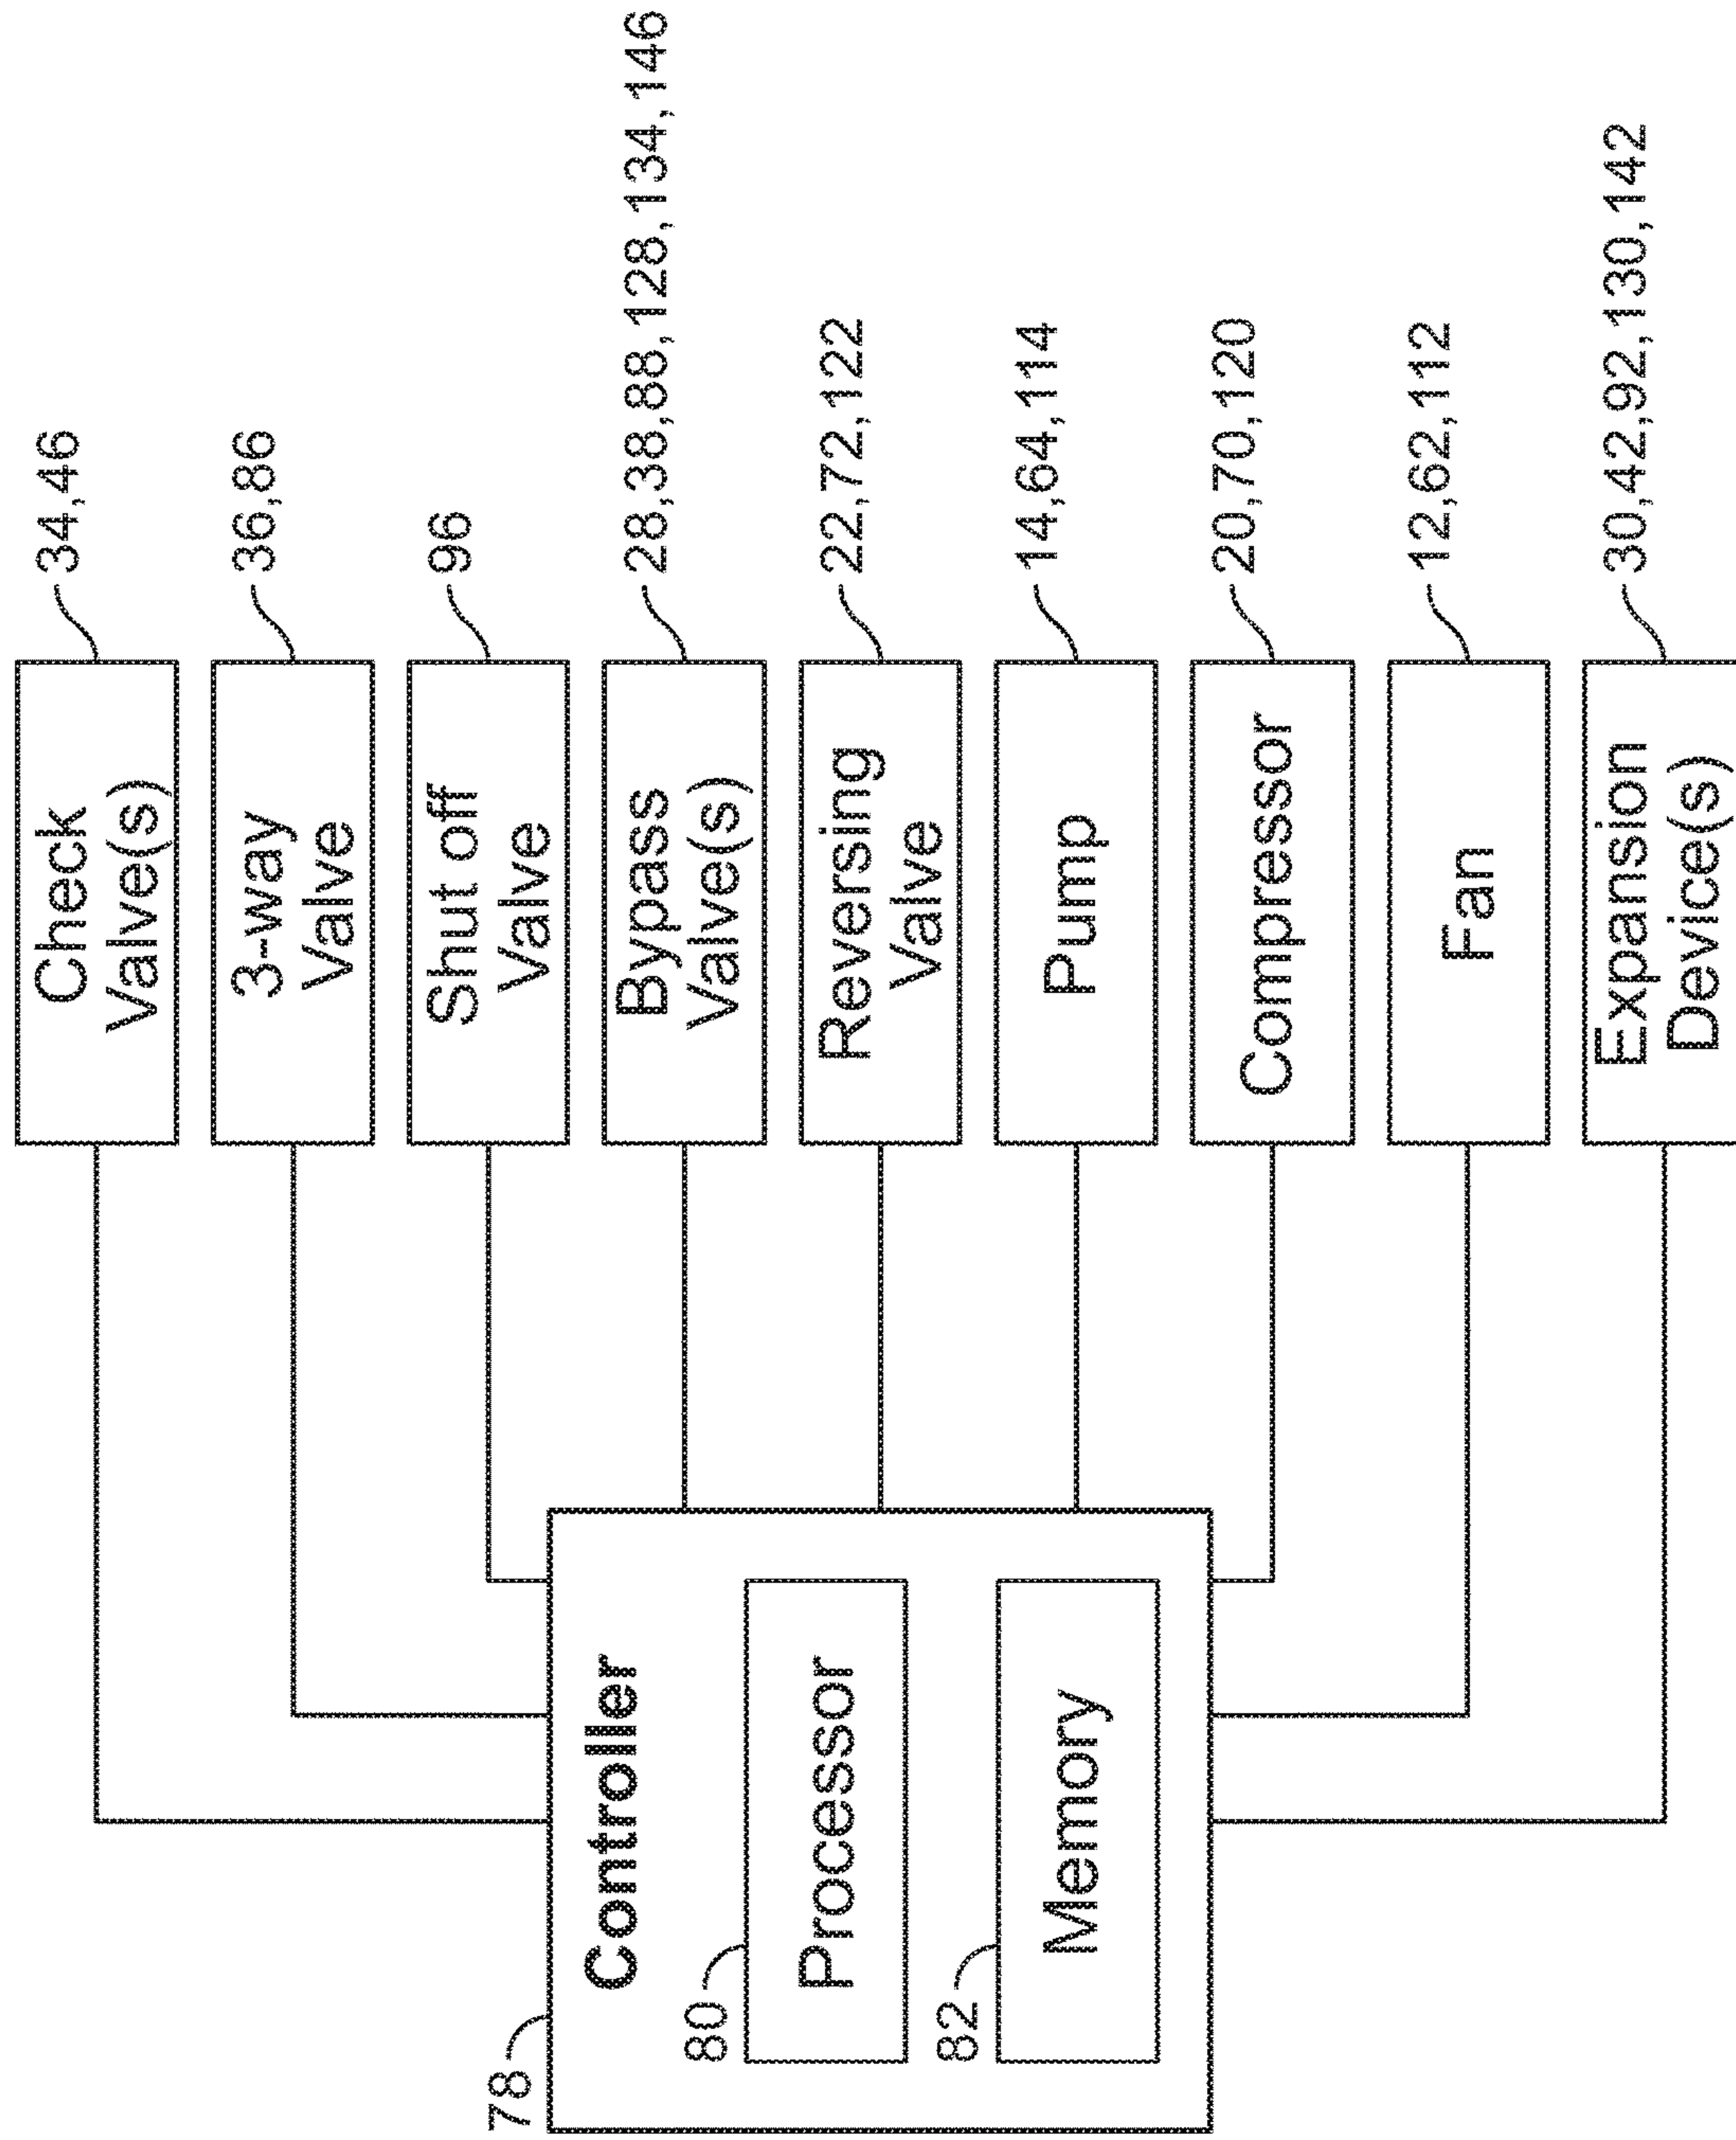 78
Controller
80
Processor
82
Memory
Check
Valve(s)
34,46
3-way
Valve
36,86
Shut off
Valve
96
Bypass
Valve(s)
28,38,88,128,134,146
Reversing
Valve
22,72,122
Pump
14,64,114
Compressor
20,70,120
Fan
12,62,112
Expansion
Device(s)
30,42,92,130,142